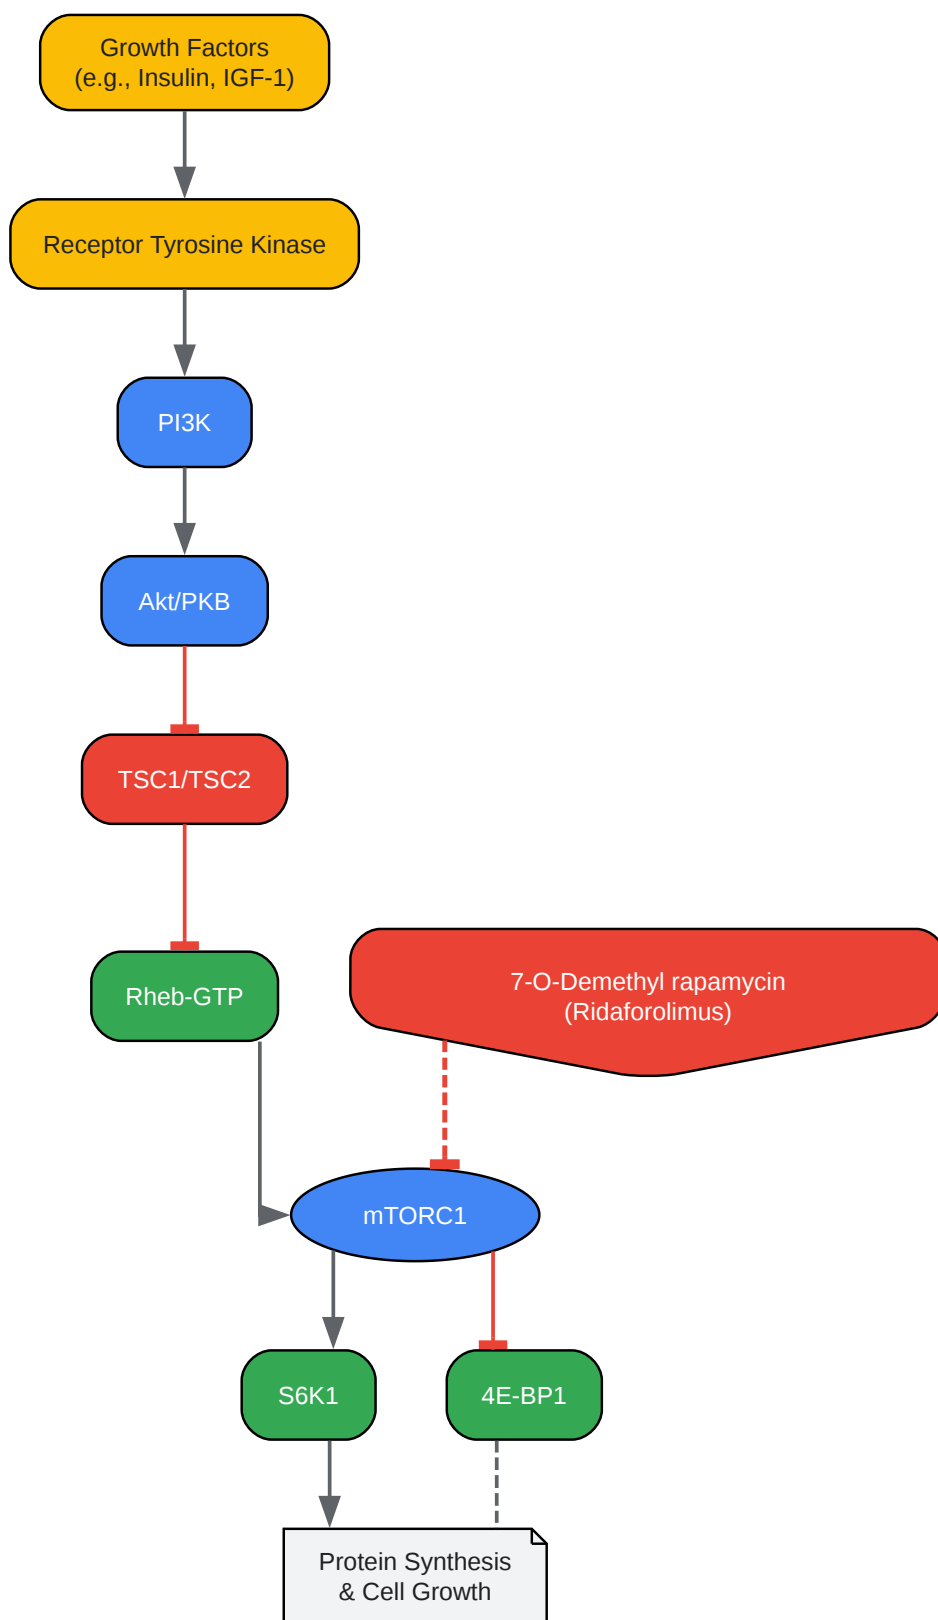 Growth Factors
(e.g., Insulin, IGF-1)
Receptor Tyrosine Kinase
PI3K
Akt/PKB
TSC1/TSC2
Rheb-GTP
7-O-Demethyl rapamycin
(Ridaforolimus)
mTORC1
S6K1
4E-BP1
Protein Synthesis
& Cell Growth